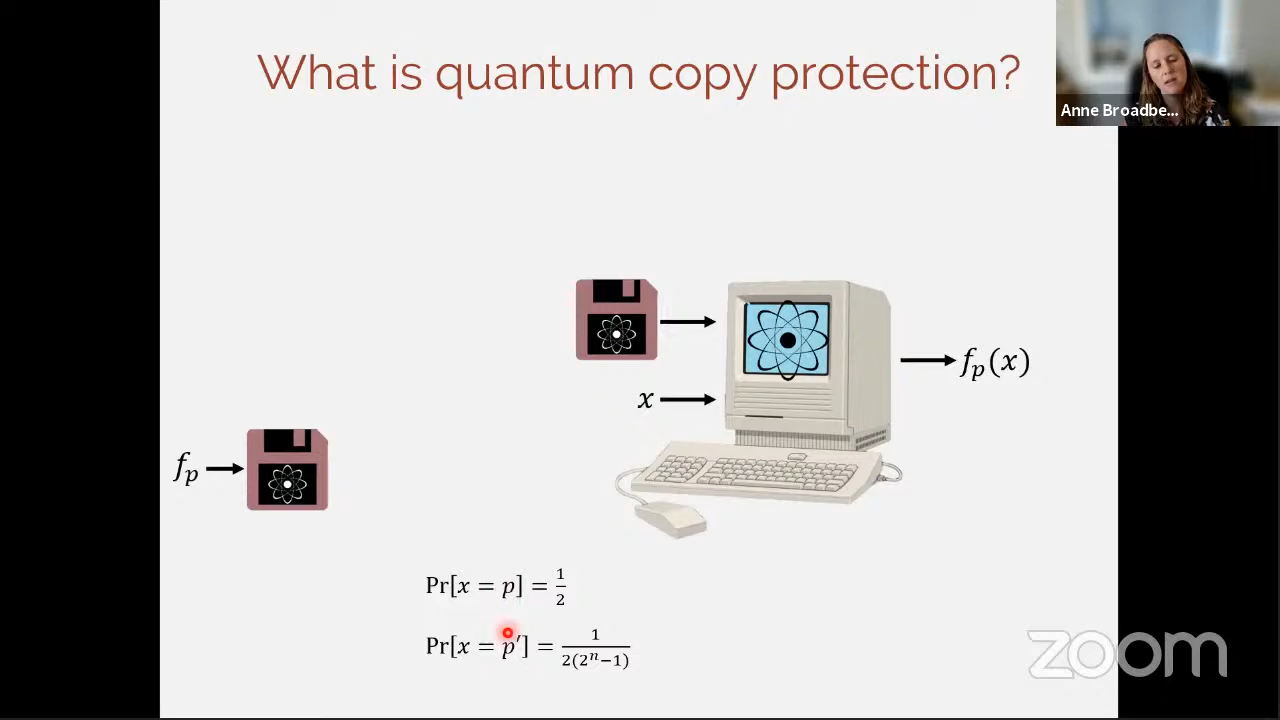 What is quantum copy protection?
Anne Broadbe...
x
f_p(x)
f_p
Pr[x = p] = 1/2
Pr[x = p′] = 1/(2(2^n−1))
zoom